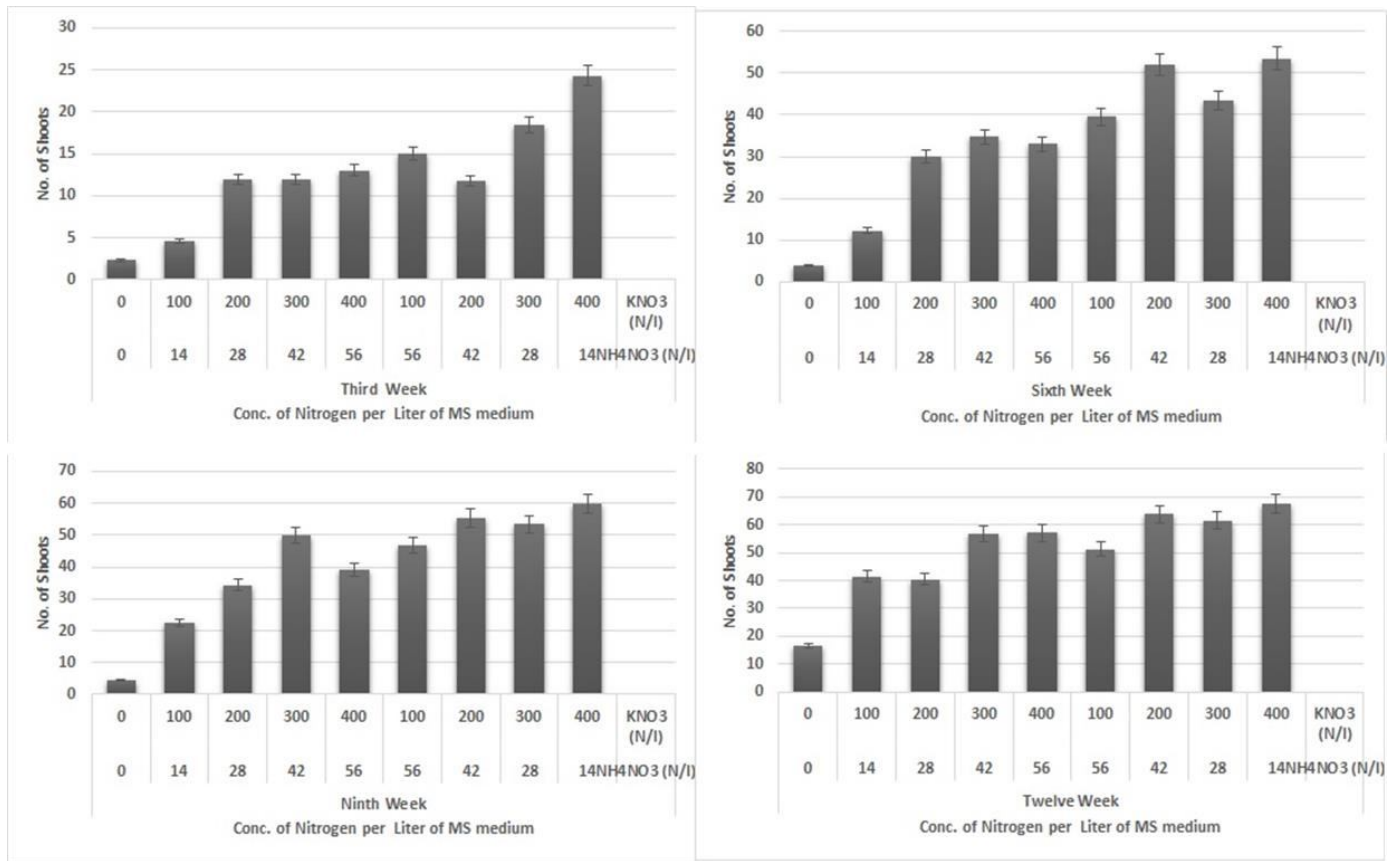 30
25
20
15
10
5
0
No. of Shoots
0 100 200 300 400 100 200 300 400 KNO3
(N/l)
0 14 28 42 56 56 42 28 14NH4NO3 (N/l)
Third Week
Conc. of Nitrogen per Liter of MS medium
60
50
40
30
20
10
0
No. of Shoots
0 100 200 300 400 100 200 300 400 KNO3
(N/l)
0 14 28 42 56 56 42 28 14NH4NO3 (N/l)
Sixth Week
Conc. of Nitrogen per Liter of MS medium
70
60
50
40
30
20
10
0
No. of Shoots
0 100 200 300 400 100 200 300 400 KNO3
(N/l)
0 14 28 42 56 56 42 28 14NH4NO3 (N/l)
Ninth Week
Conc. of Nitrogen per Liter of MS medium
80
70
60
50
40
30
20
10
0
No. of Shoots
0 100 200 300 400 100 200 300 400 KNO3
(N/l)
0 14 28 42 56 56 42 28 14NH4NO3 (N/l)
Twelve Week
Conc. of Nitrogen per Liter of MS medium